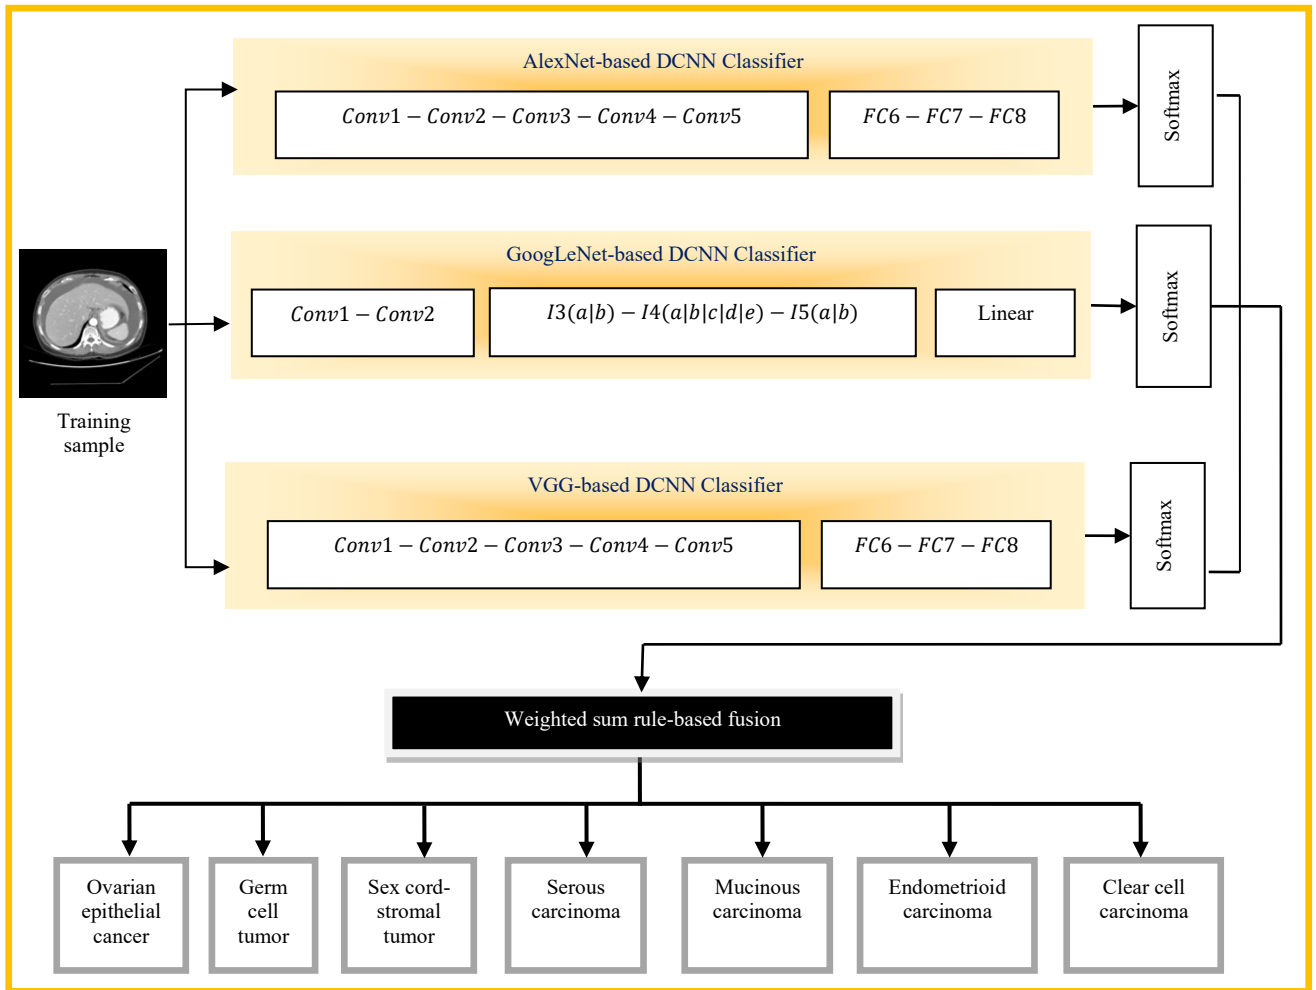 AlexNet-based DCNN Classifier
Conv1 − Conv2 − Conv3 − Conv4 − Conv5
FC6 − FC7 − FC8
Softmax
GoogLeNet-based DCNN Classifier
Conv1 − Conv2
I3(a|b) − I4(a|b|c|d|e) − I5(a|b)
Linear
Softmax
Training
sample
VGG-based DCNN Classifier
Conv1 − Conv2 − Conv3 − Conv4 − Conv5
FC6 − FC7 − FC8
Softmax
Weighted sum rule-based fusion
Ovarian
epithelial
cancer
Germ
cell
tumor
Sex cord-
stromal
tumor
Serous
carcinoma
Mucinous
carcinoma
Endometrioid
carcinoma
Clear cell
carcinoma